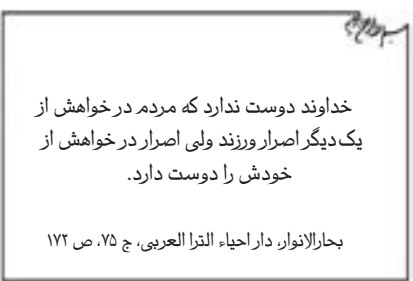 خداوند دوست ندارد که مردم در خواهش از
یک دیگر اصرار ورزند ولی اصرار در خواهش از
خودش را دوست دارد.
بحارالانوار، دار احیاء الترا العربی، ج ۷۵، ص ۱۷۲